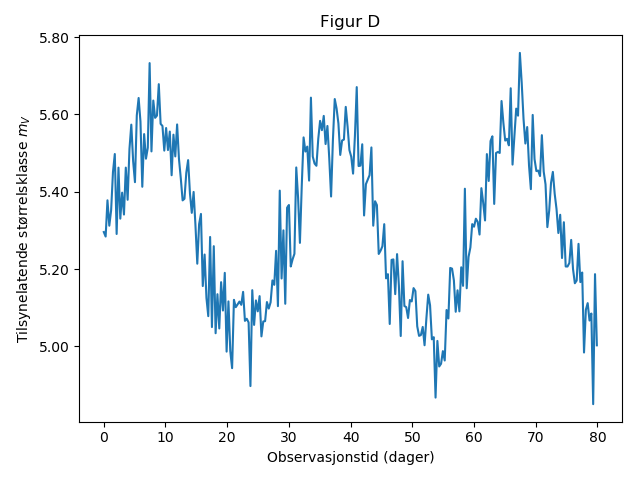 Figur D
Tilsynelatende størrelsklasse $m_V$
5.80
5.60
5.40
5.20
5.00
0 10 20 30 40 50 60 70 80
Observasjonstid (dager)